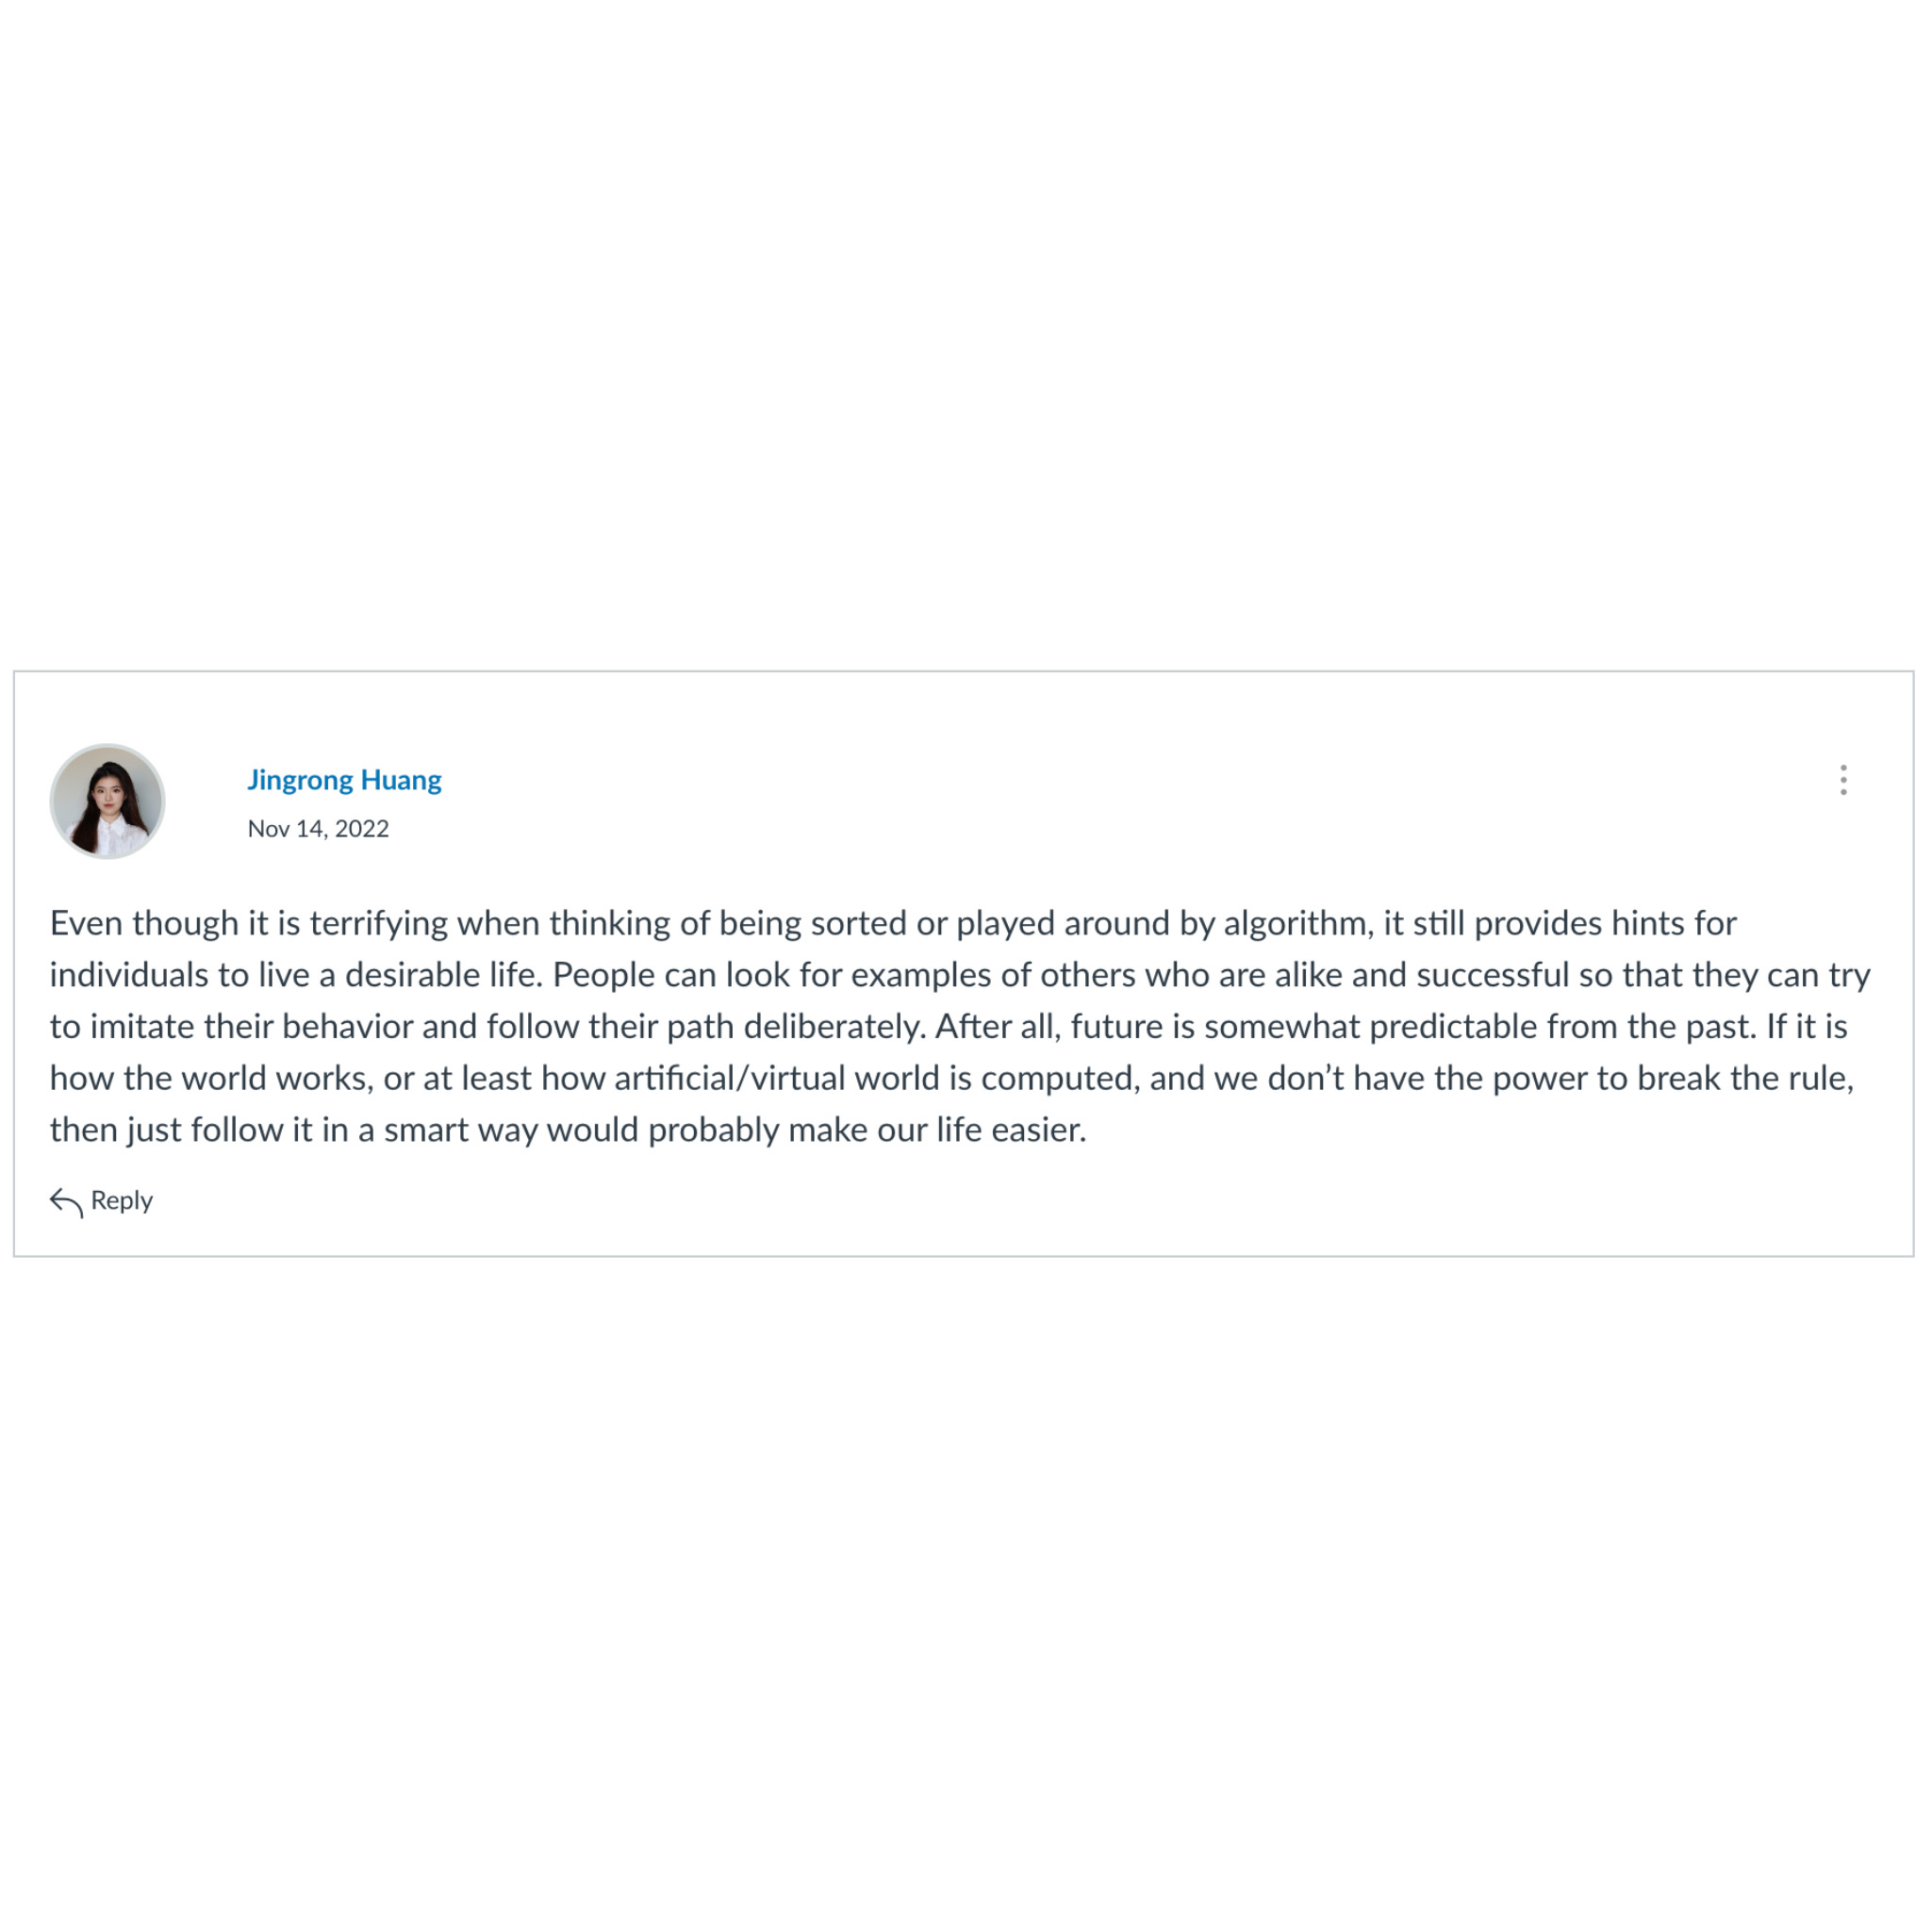 Jingrong Huang
Nov 14, 2022
Even though it is terrifying when thinking of being sorted or played around by algorithm, it still provides hints for
individuals to live a desirable life. People can look for examples of others who are alike and successful so that they can try
to imitate their behavior and follow their path deliberately. After all, future is somewhat predictable from the past. If it is
how the world works, or at least how artificial/virtual world is computed, and we don’t have the power to break the rule,
then just follow it in a smart way would probably make our life easier.
Reply